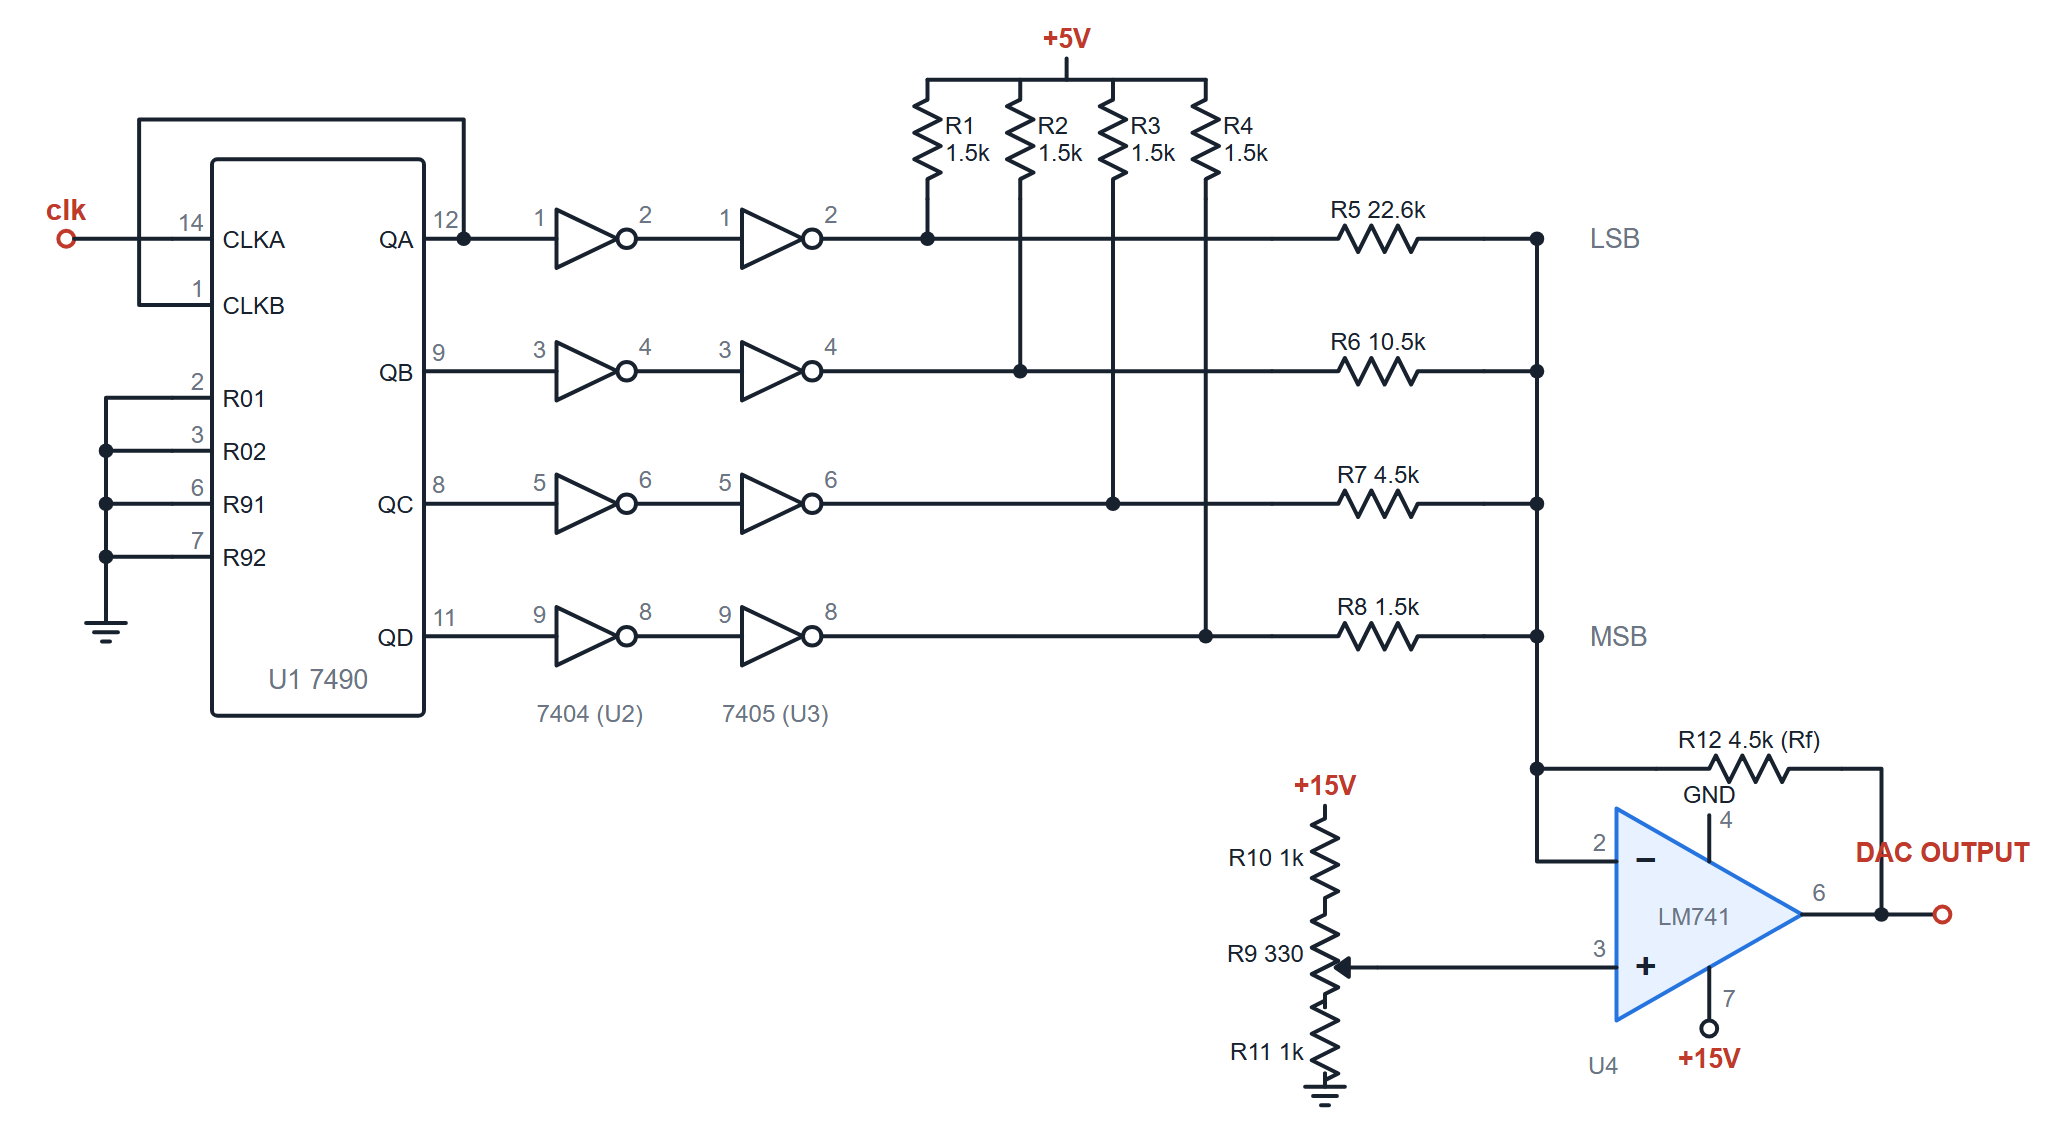 +5V
R1
1.5k
R2
1.5k
R3
1.5k
R4
1.5k
clk
14
CLKA
1
CLKB
2
R01
3
R02
6
R91
7
R92
QA
12
QB
9
QC
8
QD
11
U1 7490
1
2
1
2
3
4
3
4
5
6
5
6
9
8
9
8
7404 (U2)
7405 (U3)
R5 22.6k
LSB
R6 10.5k
R7 4.5k
R8 1.5k
MSB
R12 4.5k (Rf)
GND
4
+15V
R10 1k
R9 330
R11 1k
2
−
3
+
LM741
6
DAC OUTPUT
7
+15V
U4